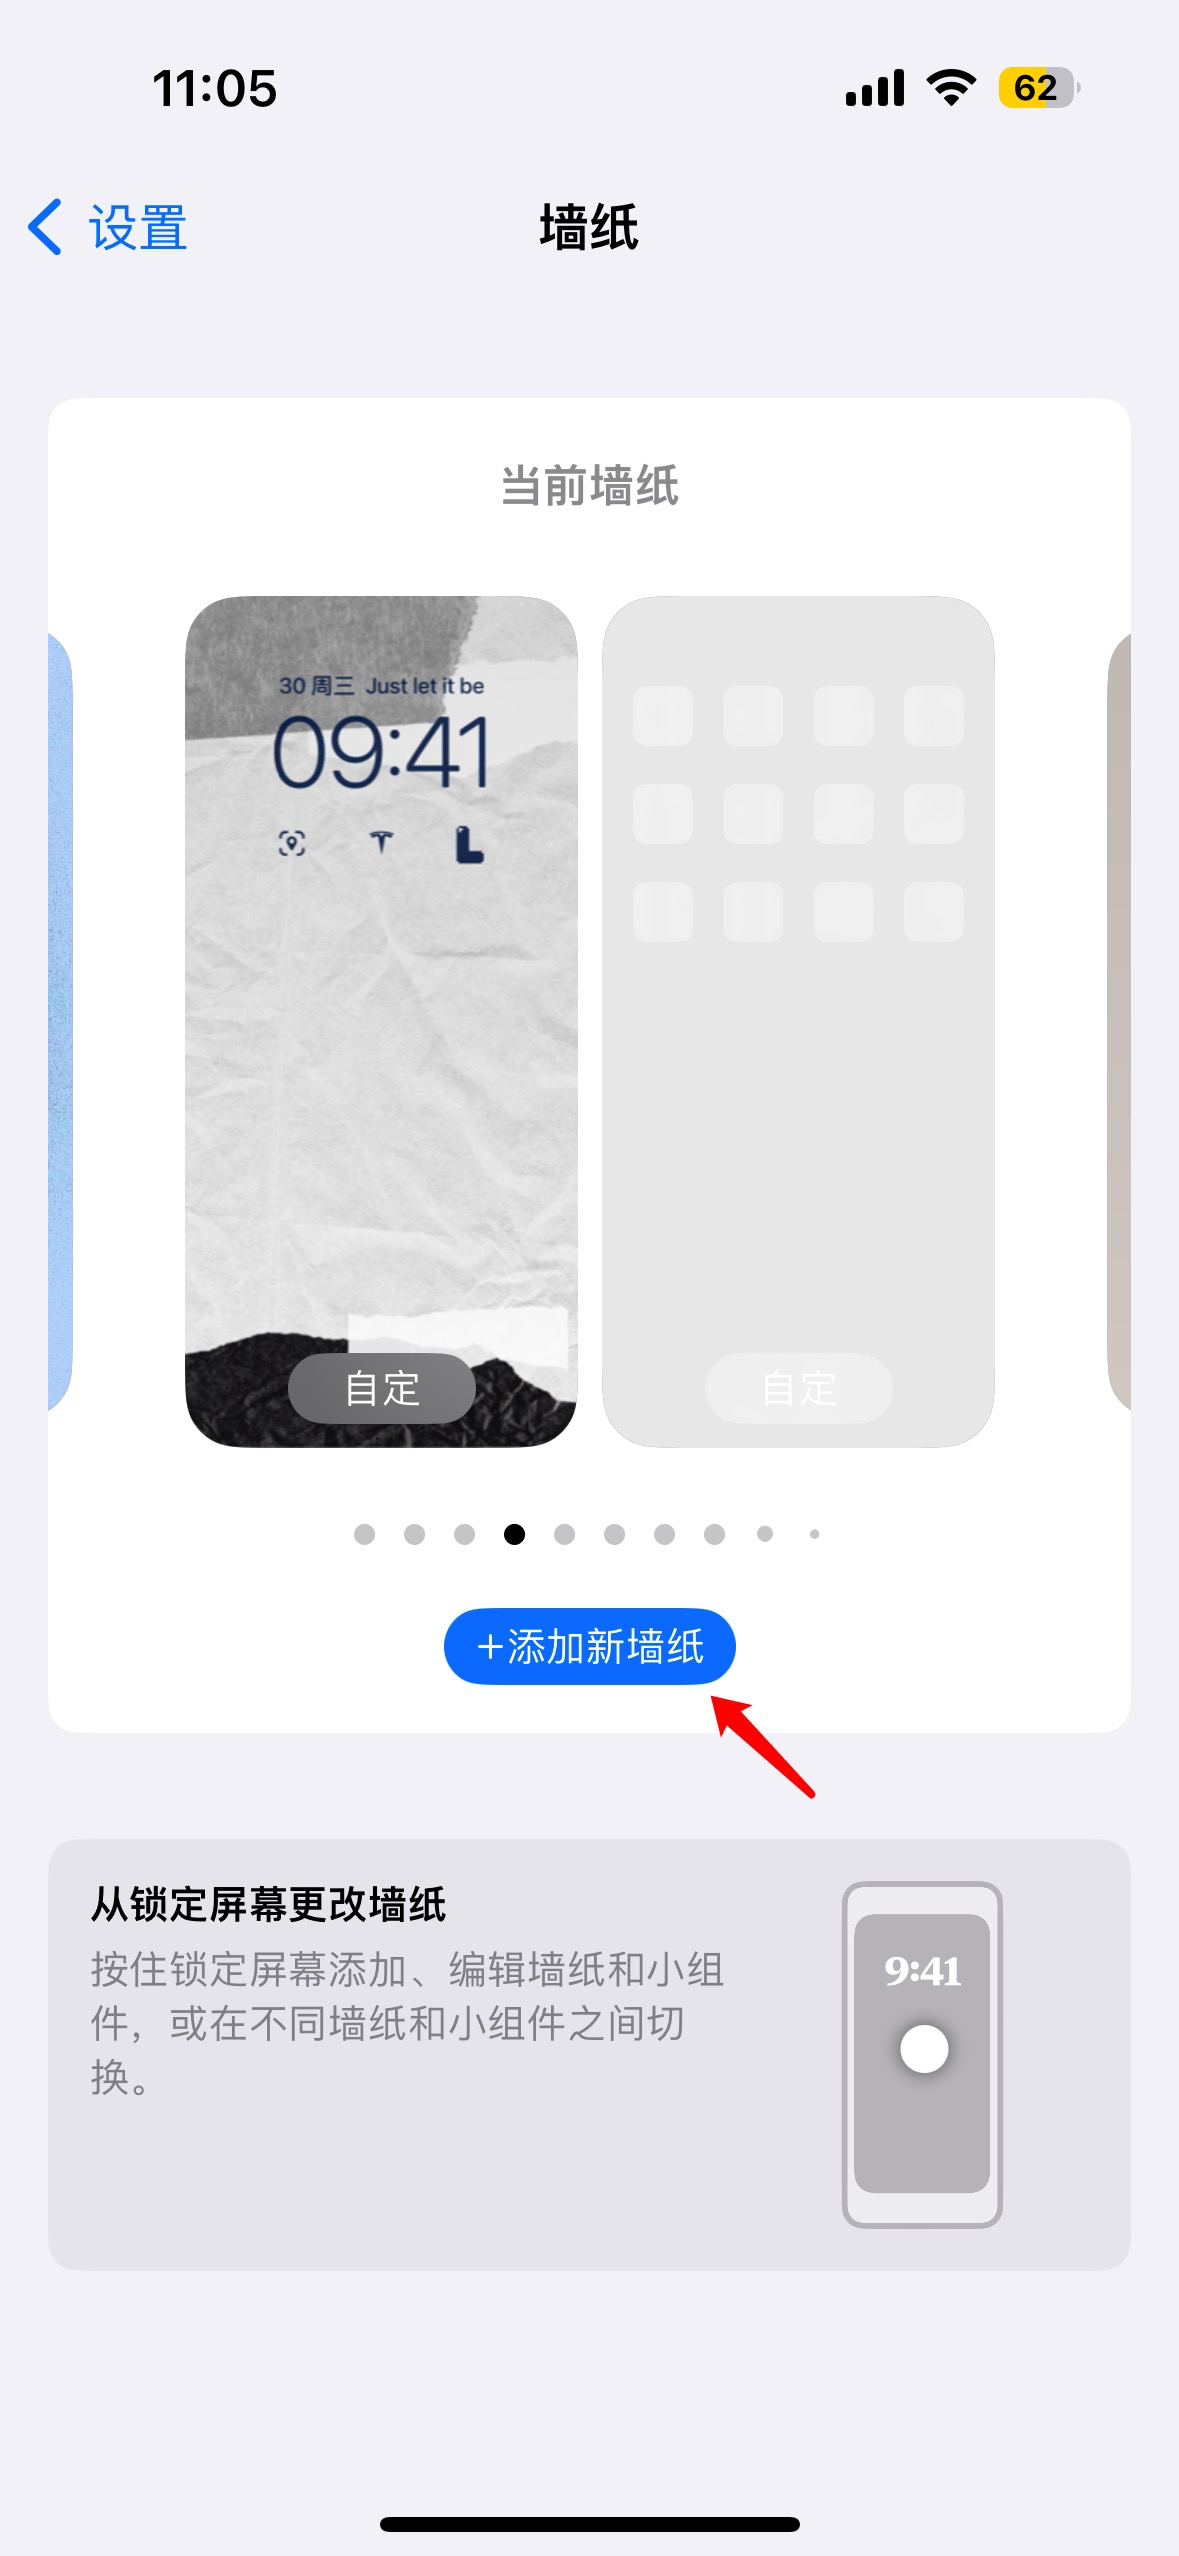 11:05
62
设置
墙纸
当前墙纸
30 周三 Just let it be
09:41
自定
自定
+添加新墙纸
从锁定屏幕更改墙纸
按住锁定屏幕添加、编辑墙纸和小组
件，或在不同墙纸和小组件之间切
换。
9:41